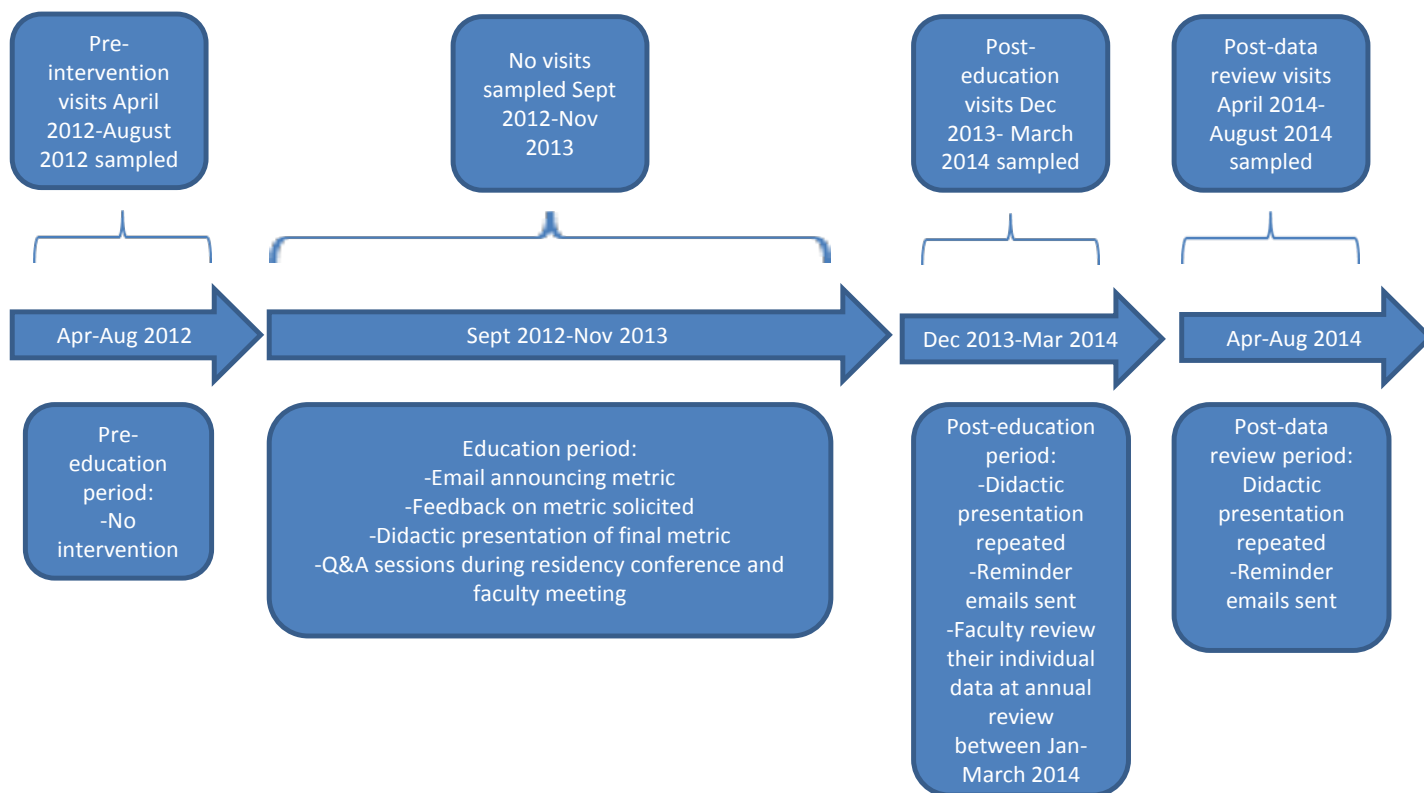 Pre-
intervention
visits April
2012-August
2012 sampled
No visits
sampled Sept
2012-Nov
2013
Post-
education
visits Dec
2013- March
2014 sampled
Post-data
review visits
April 2014-
August 2014
sampled
Apr-Aug 2012
Sept 2012-Nov 2013
Dec 2013-Mar 2014
Apr-Aug 2014
Pre-
education
period:
-No
intervention
Education period:
-Email announcing metric
-Feedback on metric solicited
-Didactic presentation of final metric
-Q&A sessions during residency conference and
faculty meeting
Post-education
period:
-Didactic
presentation
repeated
-Reminder
emails sent
-Faculty review
their individual
data at annual
review
between Jan-
March 2014
Post-data
review period:
Didactic
presentation
repeated
-Reminder
emails sent